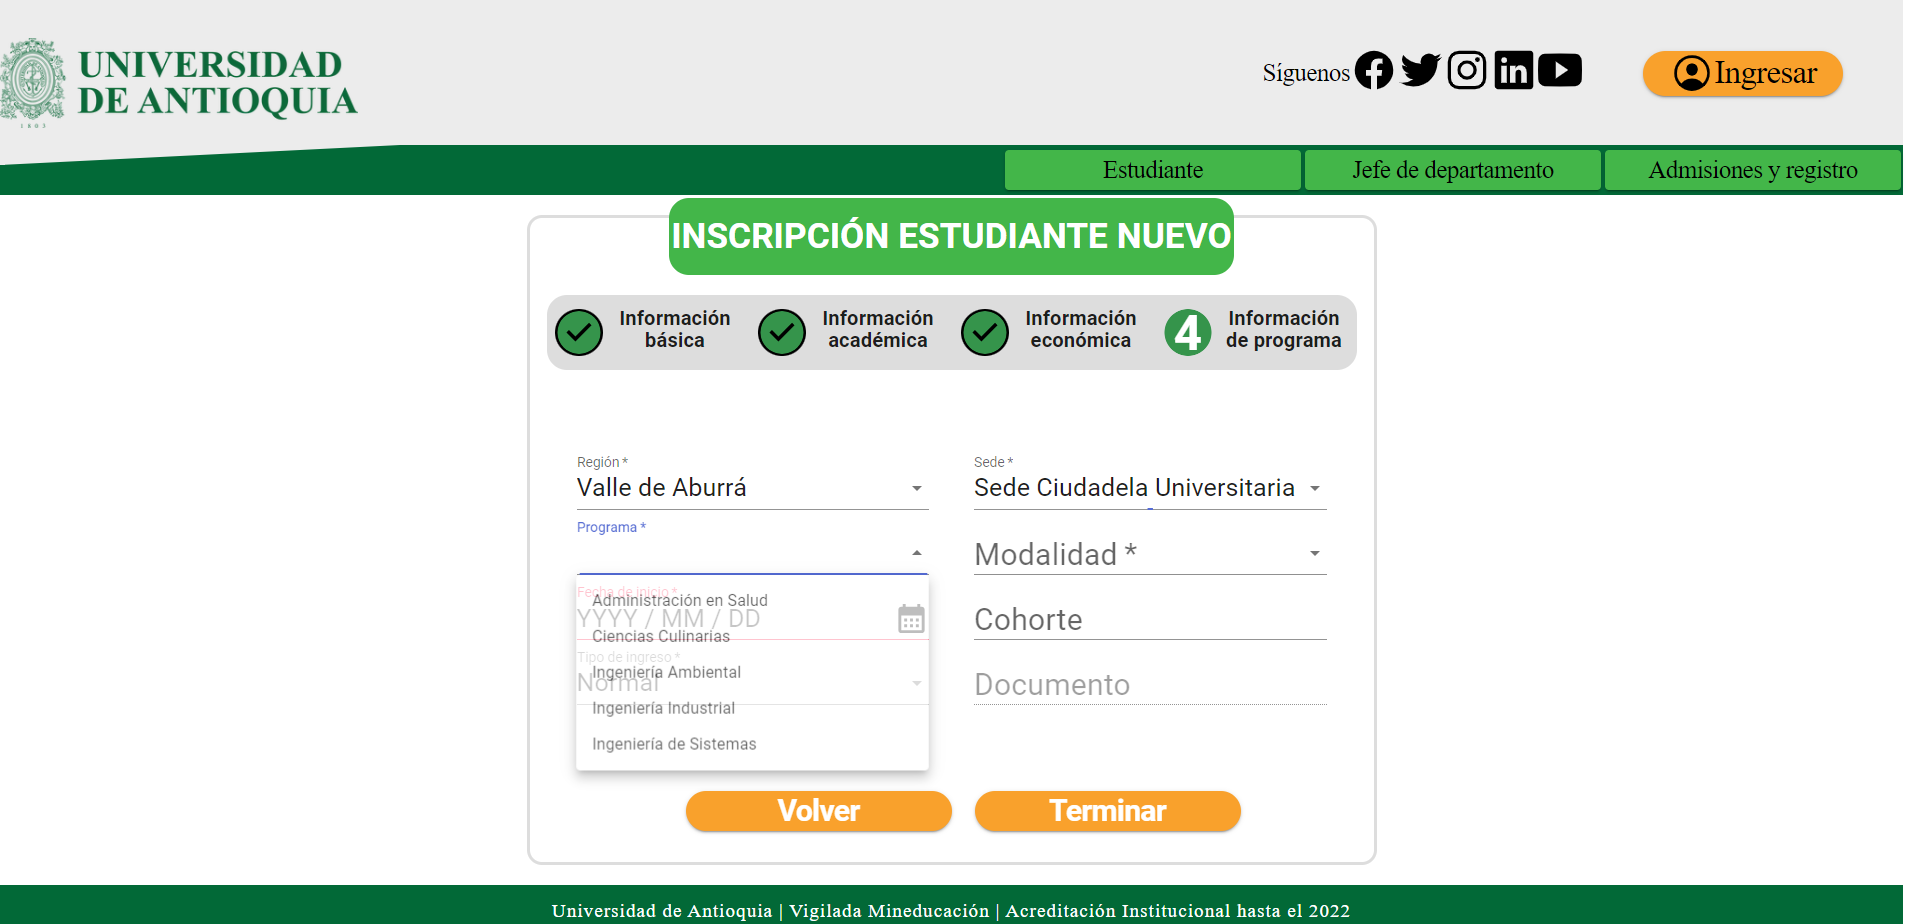 UNIVERSIDAD
DE ANTIOQUIA
1803
Síguenos
Ingresar
Estudiante
Jefe de departamento
Admisiones y registro
INSCRIPCIÓN ESTUDIANTE NUEVO
Información
básica
Información
académica
Información
económica
4
Información
de programa
Región *
Valle de Aburrá
Sede *
Sede Ciudadela Universitaria
Programa *
Modalidad *
Fecha de inicio *
Administración en Salud
YYYY / MM / DD
Cohorte
Ciencias Culinarias
Tipo de ingreso *
Ingeniería Ambiental
Normal
Documento
Ingeniería Industrial
Ingeniería de Sistemas
Volver
Terminar
Universidad de Antioquia | Vigilada Mineducación | Acreditación Institucional hasta el 2022